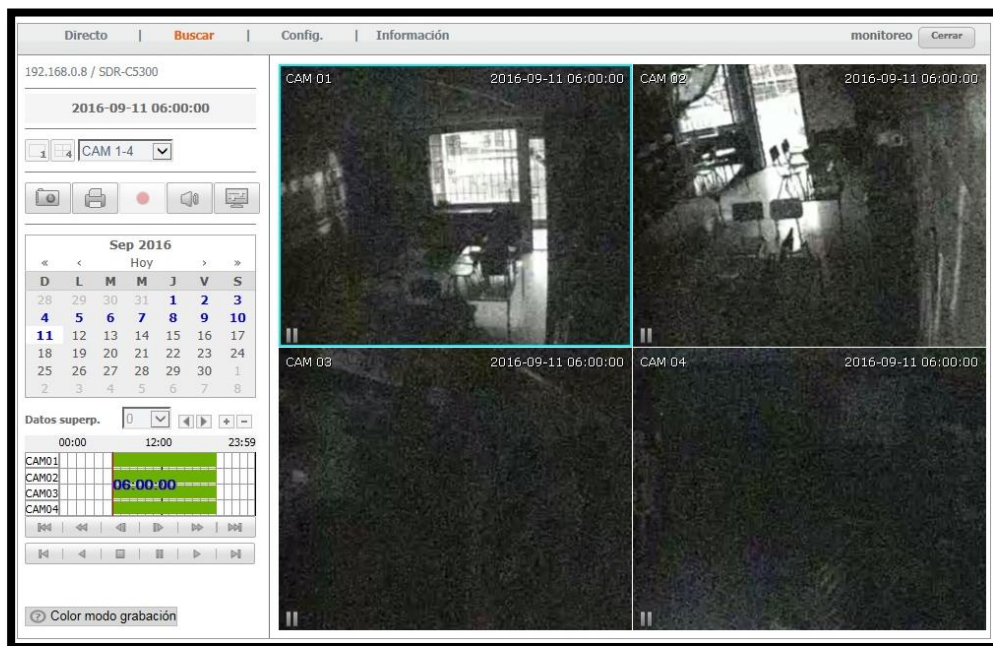 Directo | Buscar | Config. | Información monitoreo Cerrar
192.168.0.8 / SDR-C5300
2016-09-11 06:00:00
1 4 CAM 1-4
Sep 2016
« ‹ Hoy › »
D L M M J V S
28 29 30 31 1 2 3
4 5 6 7 8 9 10
11 12 13 14 15 16 17
18 19 20 21 22 23 24
25 26 27 28 29 30 1
2 3 4 5 6 7 8
Datos superp. 0 + -
00:00 12:00 23:59
CAM01
CAM02
06:00:00
CAM03
CAM04
? Color modo grabación
CAM 01 2016-09-11 06:00:00
CAM 02 2016-09-11 06:00:00
CAM 03 2016-09-11 06:00:00
CAM 04 2016-09-11 06:00:00